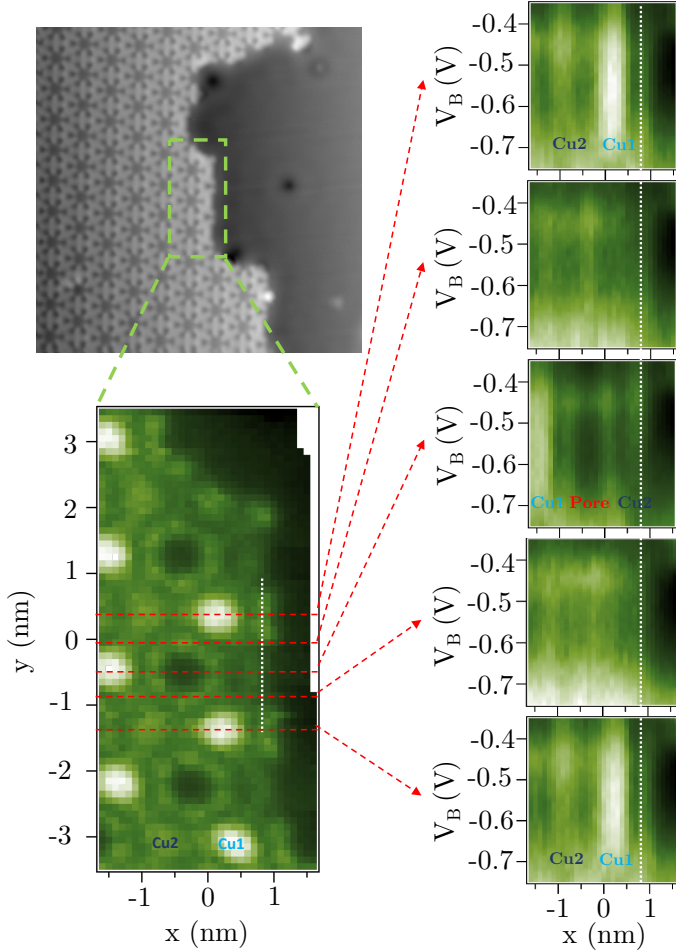 3
2
1
0
-1
-2
-3
y (nm)
Cu2 Cu1
-1 0 1
x (nm)
-0.4
-0.5
-0.6
-0.7
V_B (V)
Cu2 Cu1
-0.4
-0.5
-0.6
-0.7
V_B (V)
-0.4
-0.5
-0.6
-0.7
V_B (V)
Cu1 Pore Cu2
-0.4
-0.5
-0.6
-0.7
V_B (V)
-0.4
-0.5
-0.6
-0.7
V_B (V)
Cu2 Cu1
-1 0 1
x (nm)